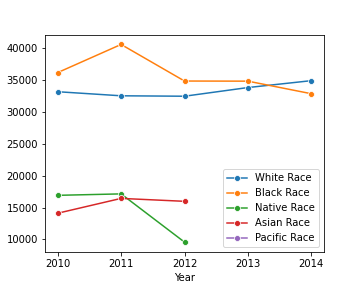 40000
35000
30000
25000
20000
15000
10000
2010 2011 2012 2013 2014
Year
White Race
Black Race
Native Race
Asian Race
Pacific Race